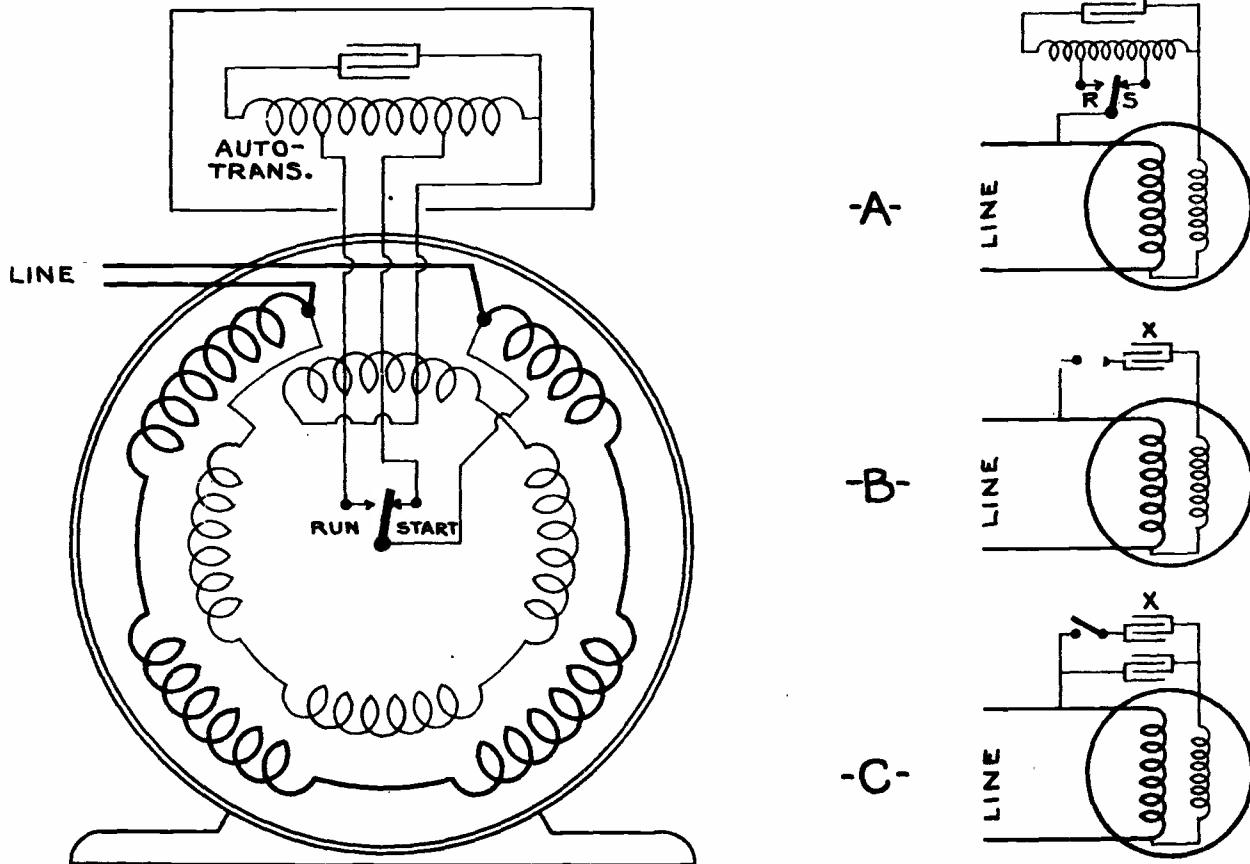 AUTO-
TRANS.
LINE
RUN
START
-A-
R
S
LINE
-B-
X
LINE
-C-
X
LINE